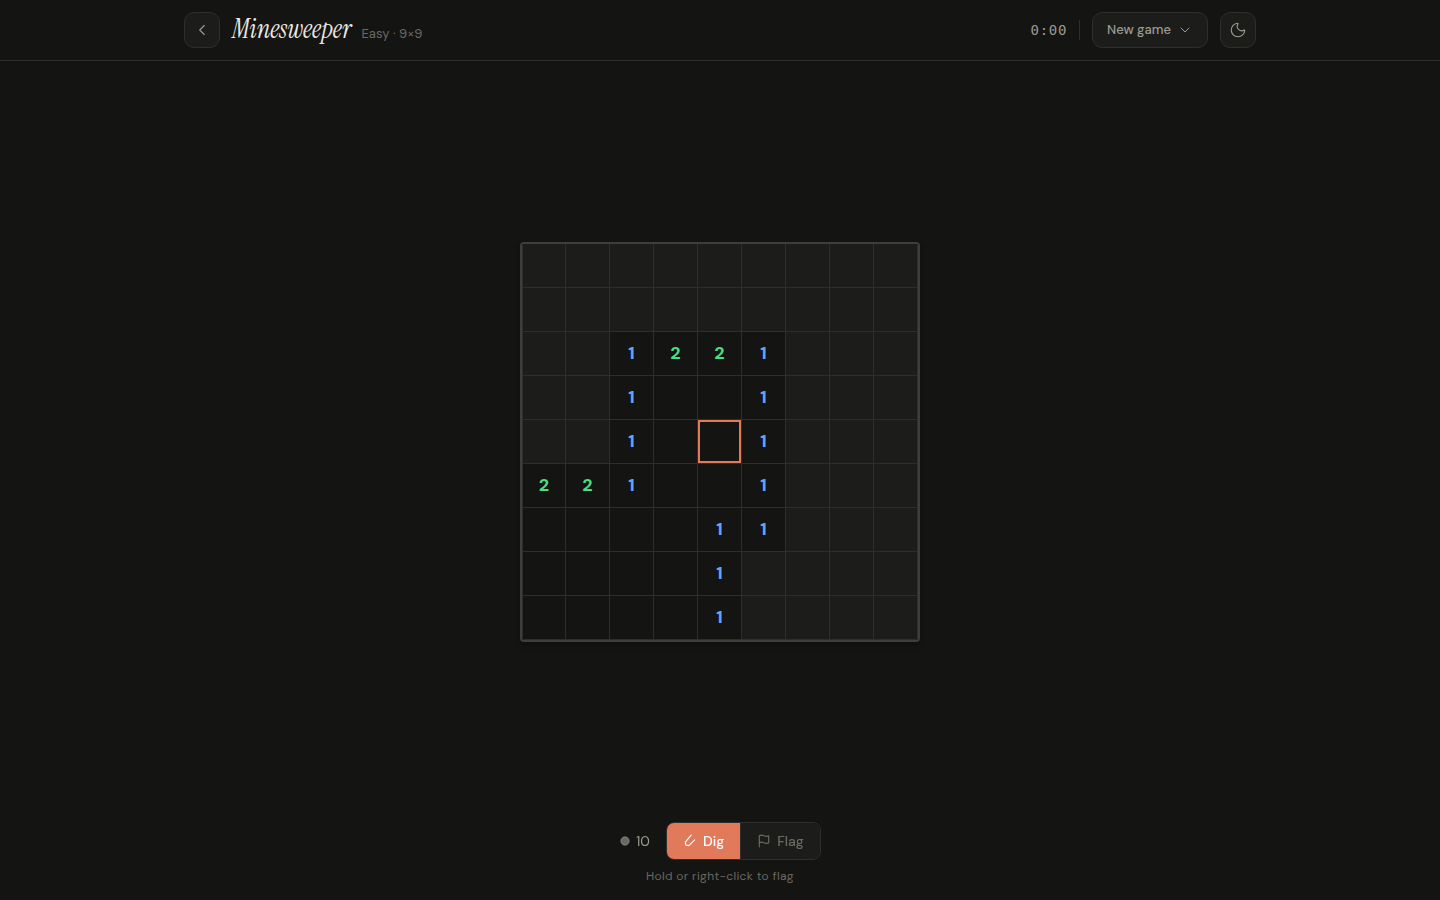 Minesweeper Easy · 9×9 0:00 New game
1 2 2 1
1 1
1 1
2 2 1 1
1 1
1
1
10 Dig Flag
Hold or right-click to flag